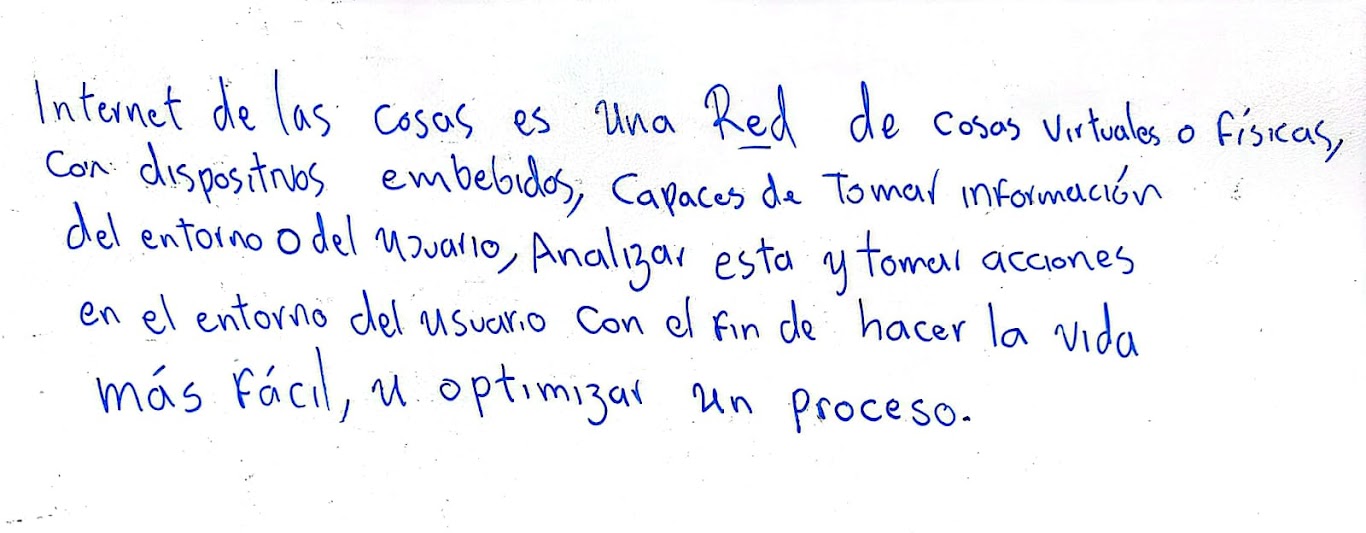 Internet de las cosas es una Red de cosas virtuales o físicas,
con dispositivos embebidos, capaces de Tomar información
del entorno o del usuario, Analizar esta y tomar acciones
en el entorno del usuario con el fin de hacer la vida
más fácil, u optimizar un proceso.